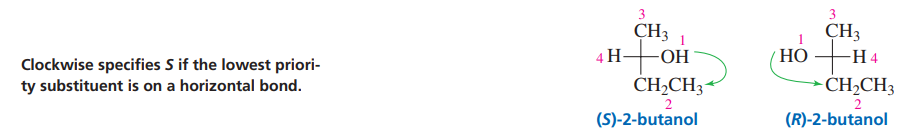 Clockwise specifies S if the lowest priori-
ty substituent is on a horizontal bond.
3
CH₃
1
4 H
OH
CH₂CH₃
2
(S)-2-butanol
3
CH₃
1
HO
H 4
CH₂CH₃
2
(R)-2-butanol